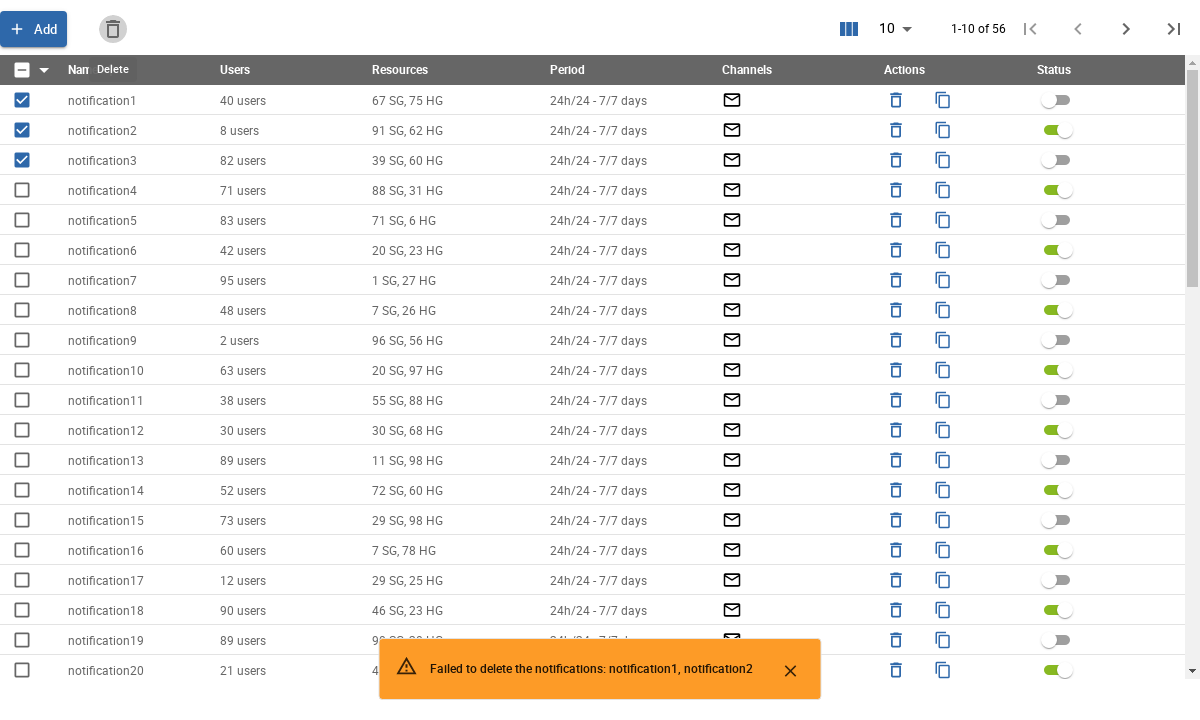 Add
10
1-10 of 56
Delete
Users Resources Period Channels Actions Status
notification1 40 users 67 SG, 75 HG 24h/24 - 7/7 days
notification2 8 users 91 SG, 62 HG 24h/24 - 7/7 days
notification3 82 users 39 SG, 60 HG 24h/24 - 7/7 days
notification4 71 users 88 SG, 31 HG 24h/24 - 7/7 days
notification5 83 users 71 SG, 6 HG 24h/24 - 7/7 days
notification6 42 users 20 SG, 23 HG 24h/24 - 7/7 days
notification7 95 users 1 SG, 27 HG 24h/24 - 7/7 days
notification8 48 users 7 SG, 26 HG 24h/24 - 7/7 days
notification9 2 users 96 SG, 56 HG 24h/24 - 7/7 days
notification10 63 users 20 SG, 97 HG 24h/24 - 7/7 days
notification11 38 users 55 SG, 88 HG 24h/24 - 7/7 days
notification12 30 users 30 SG, 68 HG 24h/24 - 7/7 days
notification13 89 users 11 SG, 98 HG 24h/24 - 7/7 days
notification14 52 users 72 SG, 60 HG 24h/24 - 7/7 days
notification15 73 users 29 SG, 98 HG 24h/24 - 7/7 days
notification16 60 users 7 SG, 78 HG 24h/24 - 7/7 days
notification17 12 users 29 SG, 25 HG 24h/24 - 7/7 days
notification18 90 users 46 SG, 23 HG 24h/24 - 7/7 days
notification19 89 users
notification20 21 users
Failed to delete the notifications: notification1, notification2